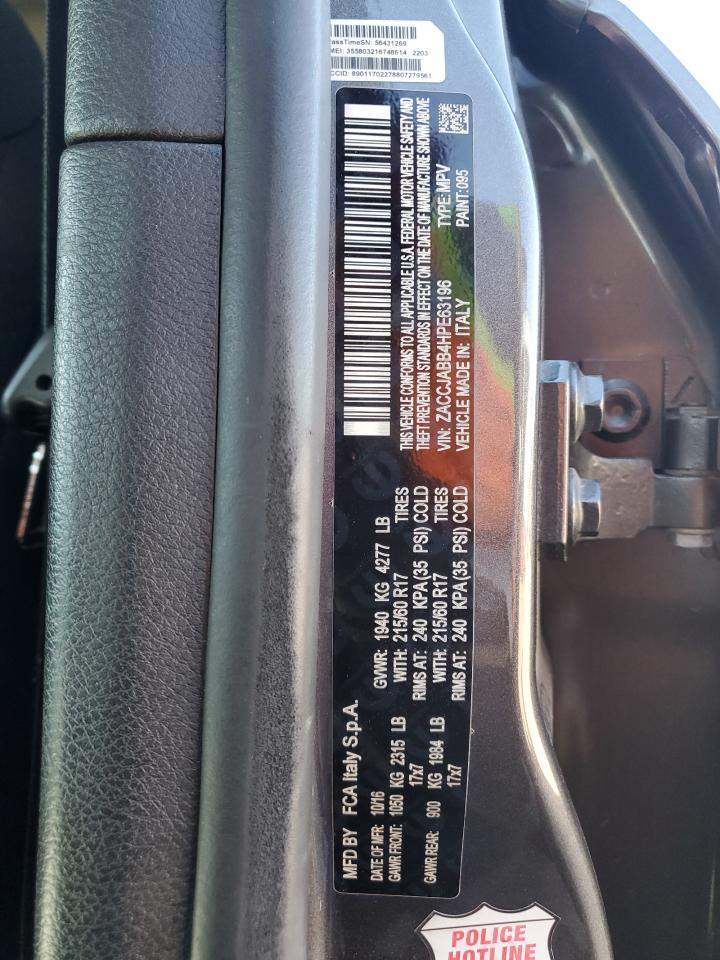 assTimeSN: 56431269
MEI: 355803216748614 2203
CCID: 89011702278807279561
MFD BY FCA Italy S.p.A.
DATE OF MFR: 10/16 GVWR: 1940 KG 4277 LB
GAWR FRONT: 1050 KG 2315 LB WITH: 215/60 R17 TIRES
17x7 RIMS AT: 240 KPA(35 PSI) COLD
GAWR REAR: 900 KG 1984 LB WITH: 215/60 R17 TIRES
17x7 RIMS AT: 240 KPA(35 PSI) COLD
THIS VEHICLE CONFORMS TO ALL APPLICABLE U.S.A. FEDERAL MOTOR VEHICLE SAFETY AND
THEFT PREVENTION STANDARDS IN EFFECT ON THE DATE OF MANUFACTURE SHOWN ABOVE
VIN: ZACCJABB4HPE63196 TYPE: MPV
VEHICLE MADE IN: ITALY PAINT: 095
POLICE
HOTLINE